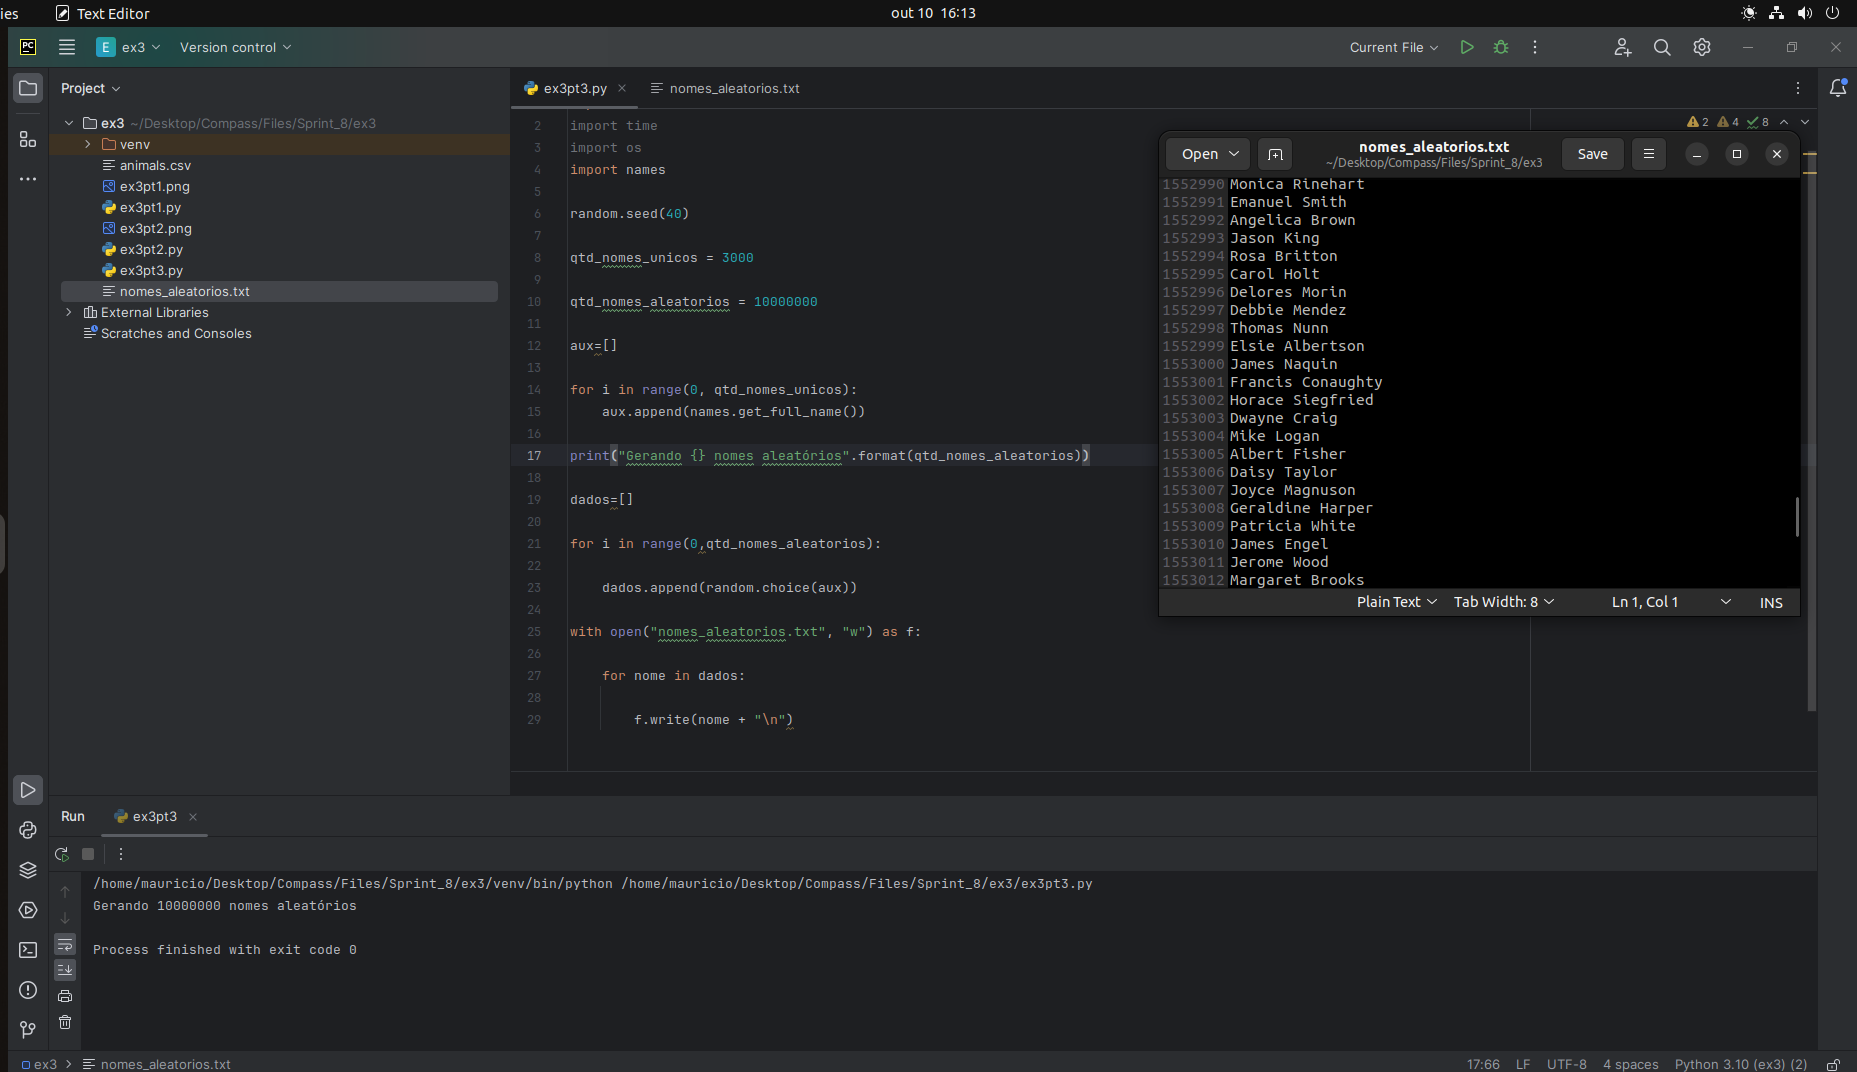 ies Text Editor out 10 16:13
PC E ex3 Version control Current File
Project
ex3 ~/Desktop/Compass/Files/Sprint_8/ex3
venv
animals.csv
ex3pt1.png
ex3pt1.py
ex3pt2.png
ex3pt2.py
ex3pt3.py
nomes_aleatorios.txt
External Libraries
Scratches and Consoles
ex3pt3.py nomes_aleatorios.txt
2 4 8
2 import time
3 import os
4 import names
5
6 random.seed(40)
7
8 qtd_nomes_unicos = 3000
9
10 qtd_nomes_aleatorios = 10000000
11
12 aux=[]
13
14 for i in range(0, qtd_nomes_unicos):
15 aux.append(names.get_full_name())
16
17 print("Gerando {} nomes aleatórios".format(qtd_nomes_aleatorios))
18
19 dados=[]
20
21 for i in range(0,qtd_nomes_aleatorios):
22
23 dados.append(random.choice(aux))
24
25 with open("nomes_aleatorios.txt", "w") as f:
26
27 for nome in dados:
28
29 f.write(nome + "\n")
Open nomes_aleatorios.txt Save
~/Desktop/Compass/Files/Sprint_8/ex3
1552990 Monica Rinehart
1552991 Emanuel Smith
1552992 Angelica Brown
1552993 Jason King
1552994 Rosa Britton
1552995 Carol Holt
1552996 Delores Morin
1552997 Debbie Mendez
1552998 Thomas Nunn
1552999 Elsie Albertson
1553000 James Naquin
1553001 Francis Conaughty
1553002 Horace Siegfried
1553003 Dwayne Craig
1553004 Mike Logan
1553005 Albert Fisher
1553006 Daisy Taylor
1553007 Joyce Magnuson
1553008 Geraldine Harper
1553009 Patricia White
1553010 James Engel
1553011 Jerome Wood
1553012 Margaret Brooks
Plain Text Tab Width: 8 Ln 1, Col 1 INS
Run ex3pt3
/home/mauricio/Desktop/Compass/Files/Sprint_8/ex3/venv/bin/python /home/mauricio/Desktop/Compass/Files/Sprint_8/ex3/ex3pt3.py
Gerando 10000000 nomes aleatórios
Process finished with exit code 0
ex3 nomes_aleatorios.txt 17:66 LF UTF-8 4 spaces Python 3.10 (ex3) (2)